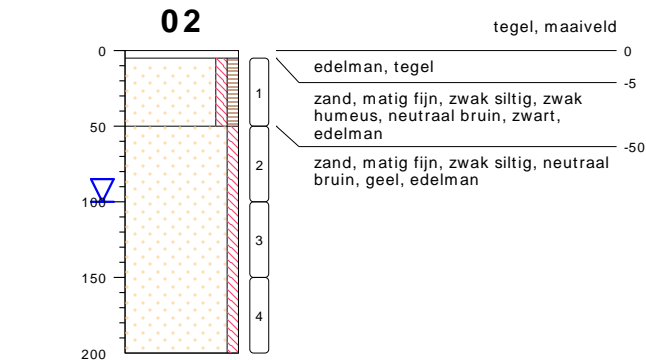 02
tegel, maaiveld
0
0
edelman, tegel
-5
1
zand, matig fijn, zwak siltig, zwak
humeus, neutraal bruin, zwart,
edelman
50
-50
2
zand, matig fijn, zwak siltig, neutraal
bruin, geel, edelman
100
3
150
4
200